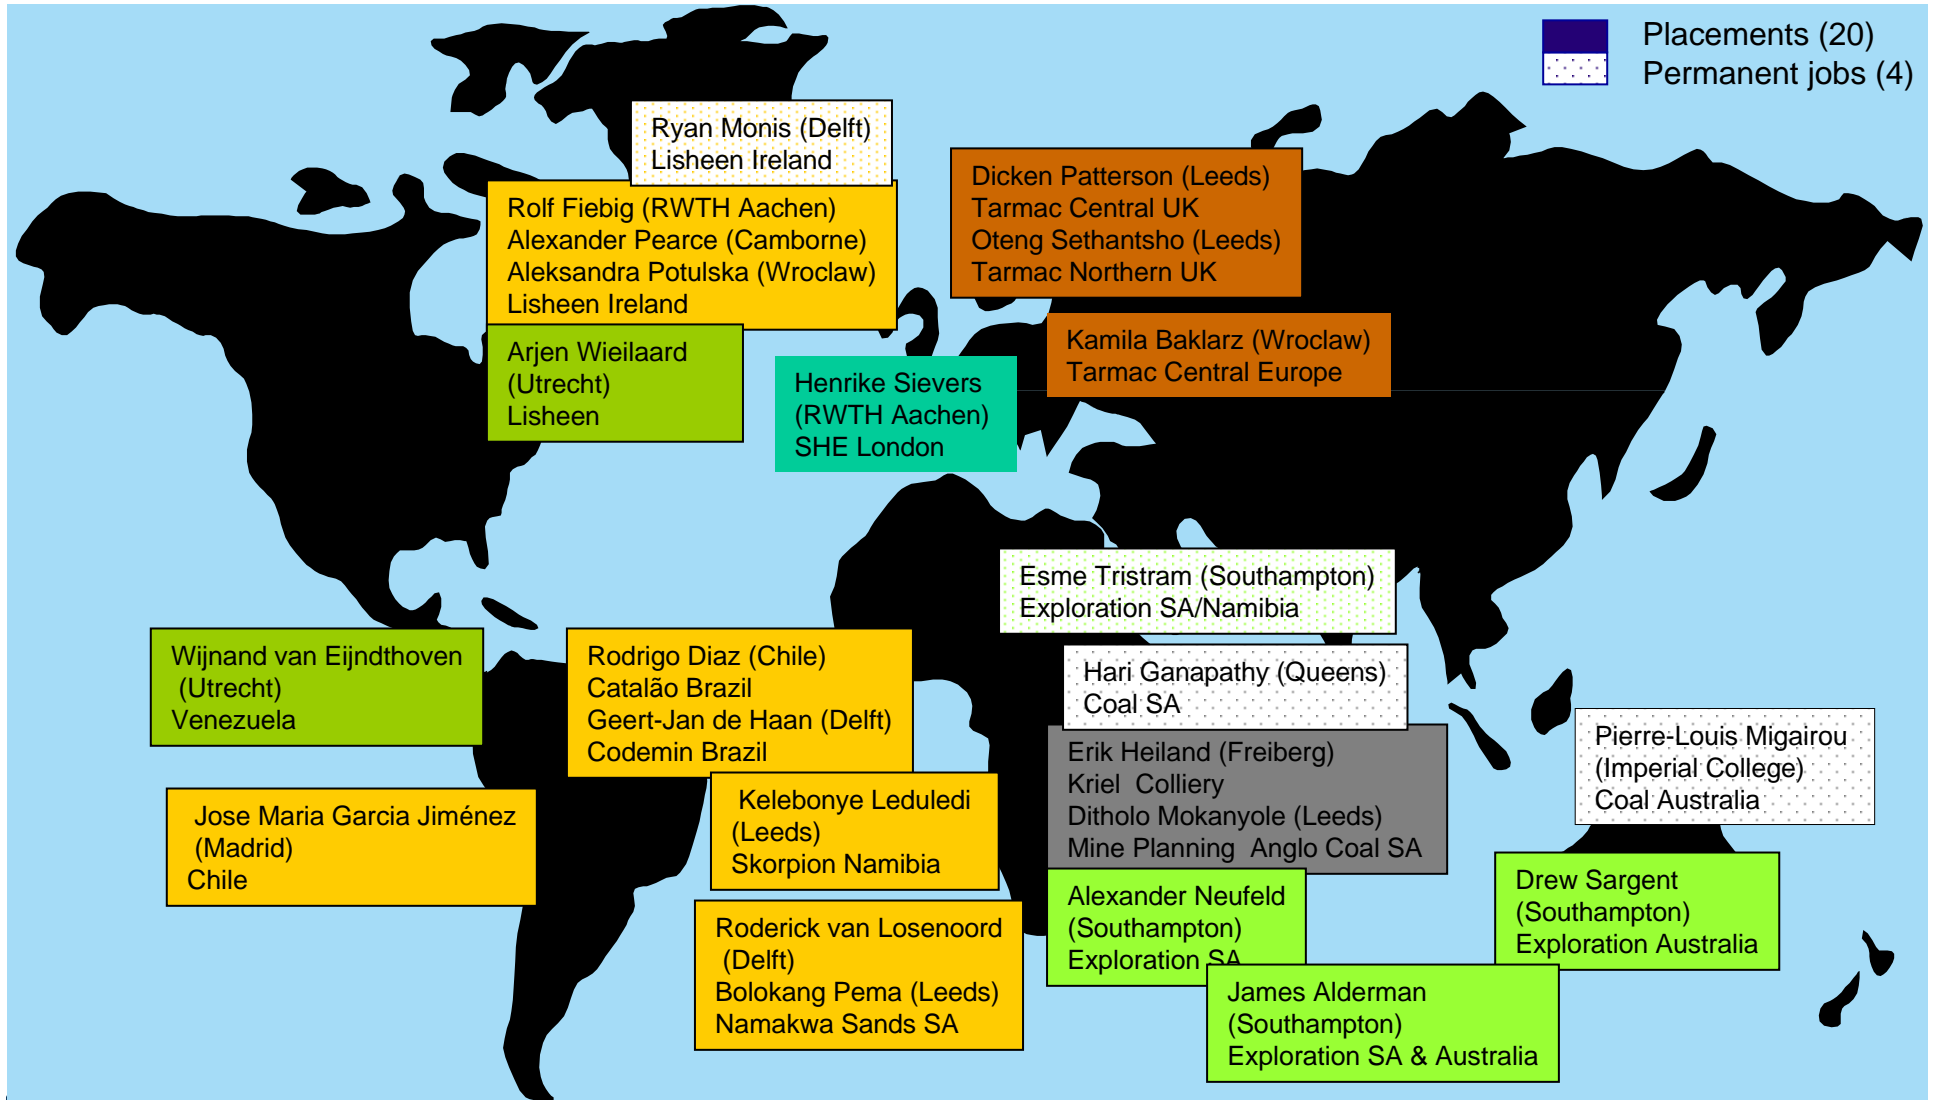 Placements (20)
Permanent jobs (4)
Ryan Monis (Delft)
Lisheen Ireland
Rolf Fiebig (RWTH Aachen)
Alexander Pearce (Camborne)
Aleksandra Potulska (Wroclaw)
Lisheen Ireland
Arjen Wieilaard
(Utrecht)
Lisheen
Dicken Patterson (Leeds)
Tarmac Central UK
Oteng Sethantsho (Leeds)
Tarmac Northern UK
Kamila Baklarz (Wroclaw)
Tarmac Central Europe
Henrike Sievers
(RWTH Aachen)
SHE London
Esme Tristram (Southampton)
Exploration SA/Namibia
Wijnand van Eijndthoven
(Utrecht)
Venezuela
Rodrigo Diaz (Chile)
Catalão Brazil
Geert-Jan de Haan (Delft)
Codemin Brazil
Hari Ganapathy (Queens)
Coal SA
Erik Heiland (Freiberg)
Kriel Colliery
Ditholo Mokanyole (Leeds)
Mine Planning Anglo Coal SA
Pierre-Louis Migairou
(Imperial College)
Coal Australia
Jose Maria Garcia Jiménez
(Madrid)
Chile
Kelebonye Leduledi
(Leeds)
Skorpion Namibia
Roderick van Losenoord
(Delft)
Bolokang Pema (Leeds)
Namakwa Sands SA
Alexander Neufeld
(Southampton)
Exploration SA
Drew Sargent
(Southampton)
Exploration Australia
James Alderman
(Southampton)
Exploration SA & Australia